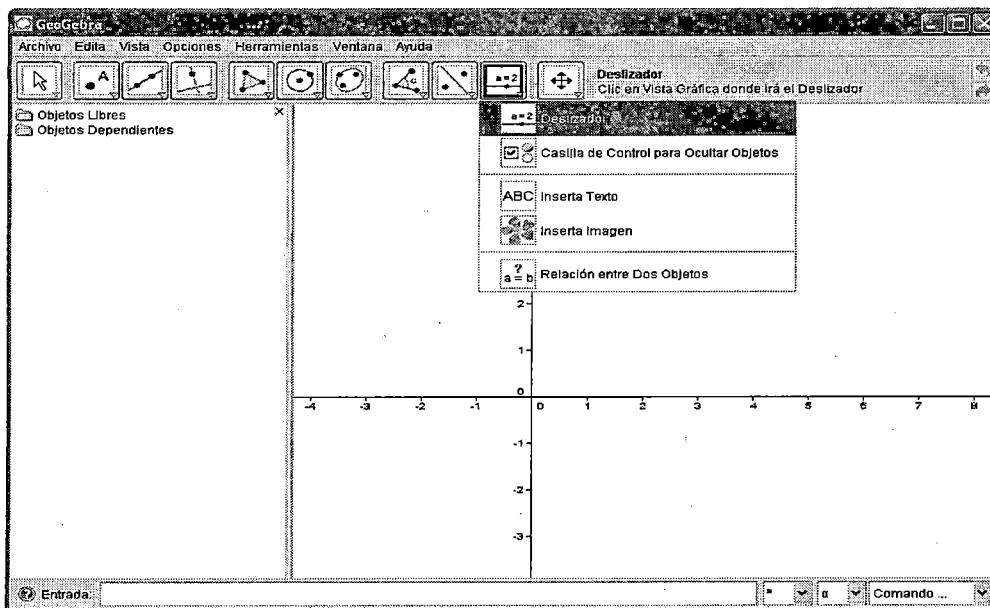 GeoGebra
Archivo Edita Vista Opciones Herramientas Ventana Ayuda
A
a=2
Deslizador
Clic en Vista Gráfica donde irá el Deslizador
Objetos Libres
Objetos Dependientes
a=2 Deslizador
Casilla de Control para Ocultar Objetos
ABC Inserta Texto
Inserta Imagen
? a=b Relación entre Dos Objetos
2
1
0
-4 -3 -2 -1 0 1 2 3 4 5 6 7 8
-1
-2
-3
Entrada: α Comando ...